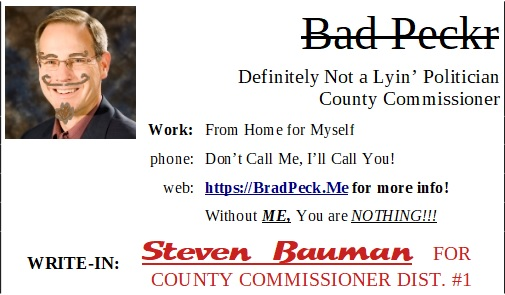 Bad Peckr
Definitely Not a Lyin’ Politician
County Commissioner
Work: From Home for Myself
phone: Don’t Call Me, I’ll Call You!
web: https://BradPeck.Me for more info!
Without ME, You are NOTHING!!!
WRITE-IN: Steven Bauman FOR
COUNTY COMMISSIONER DIST. #1